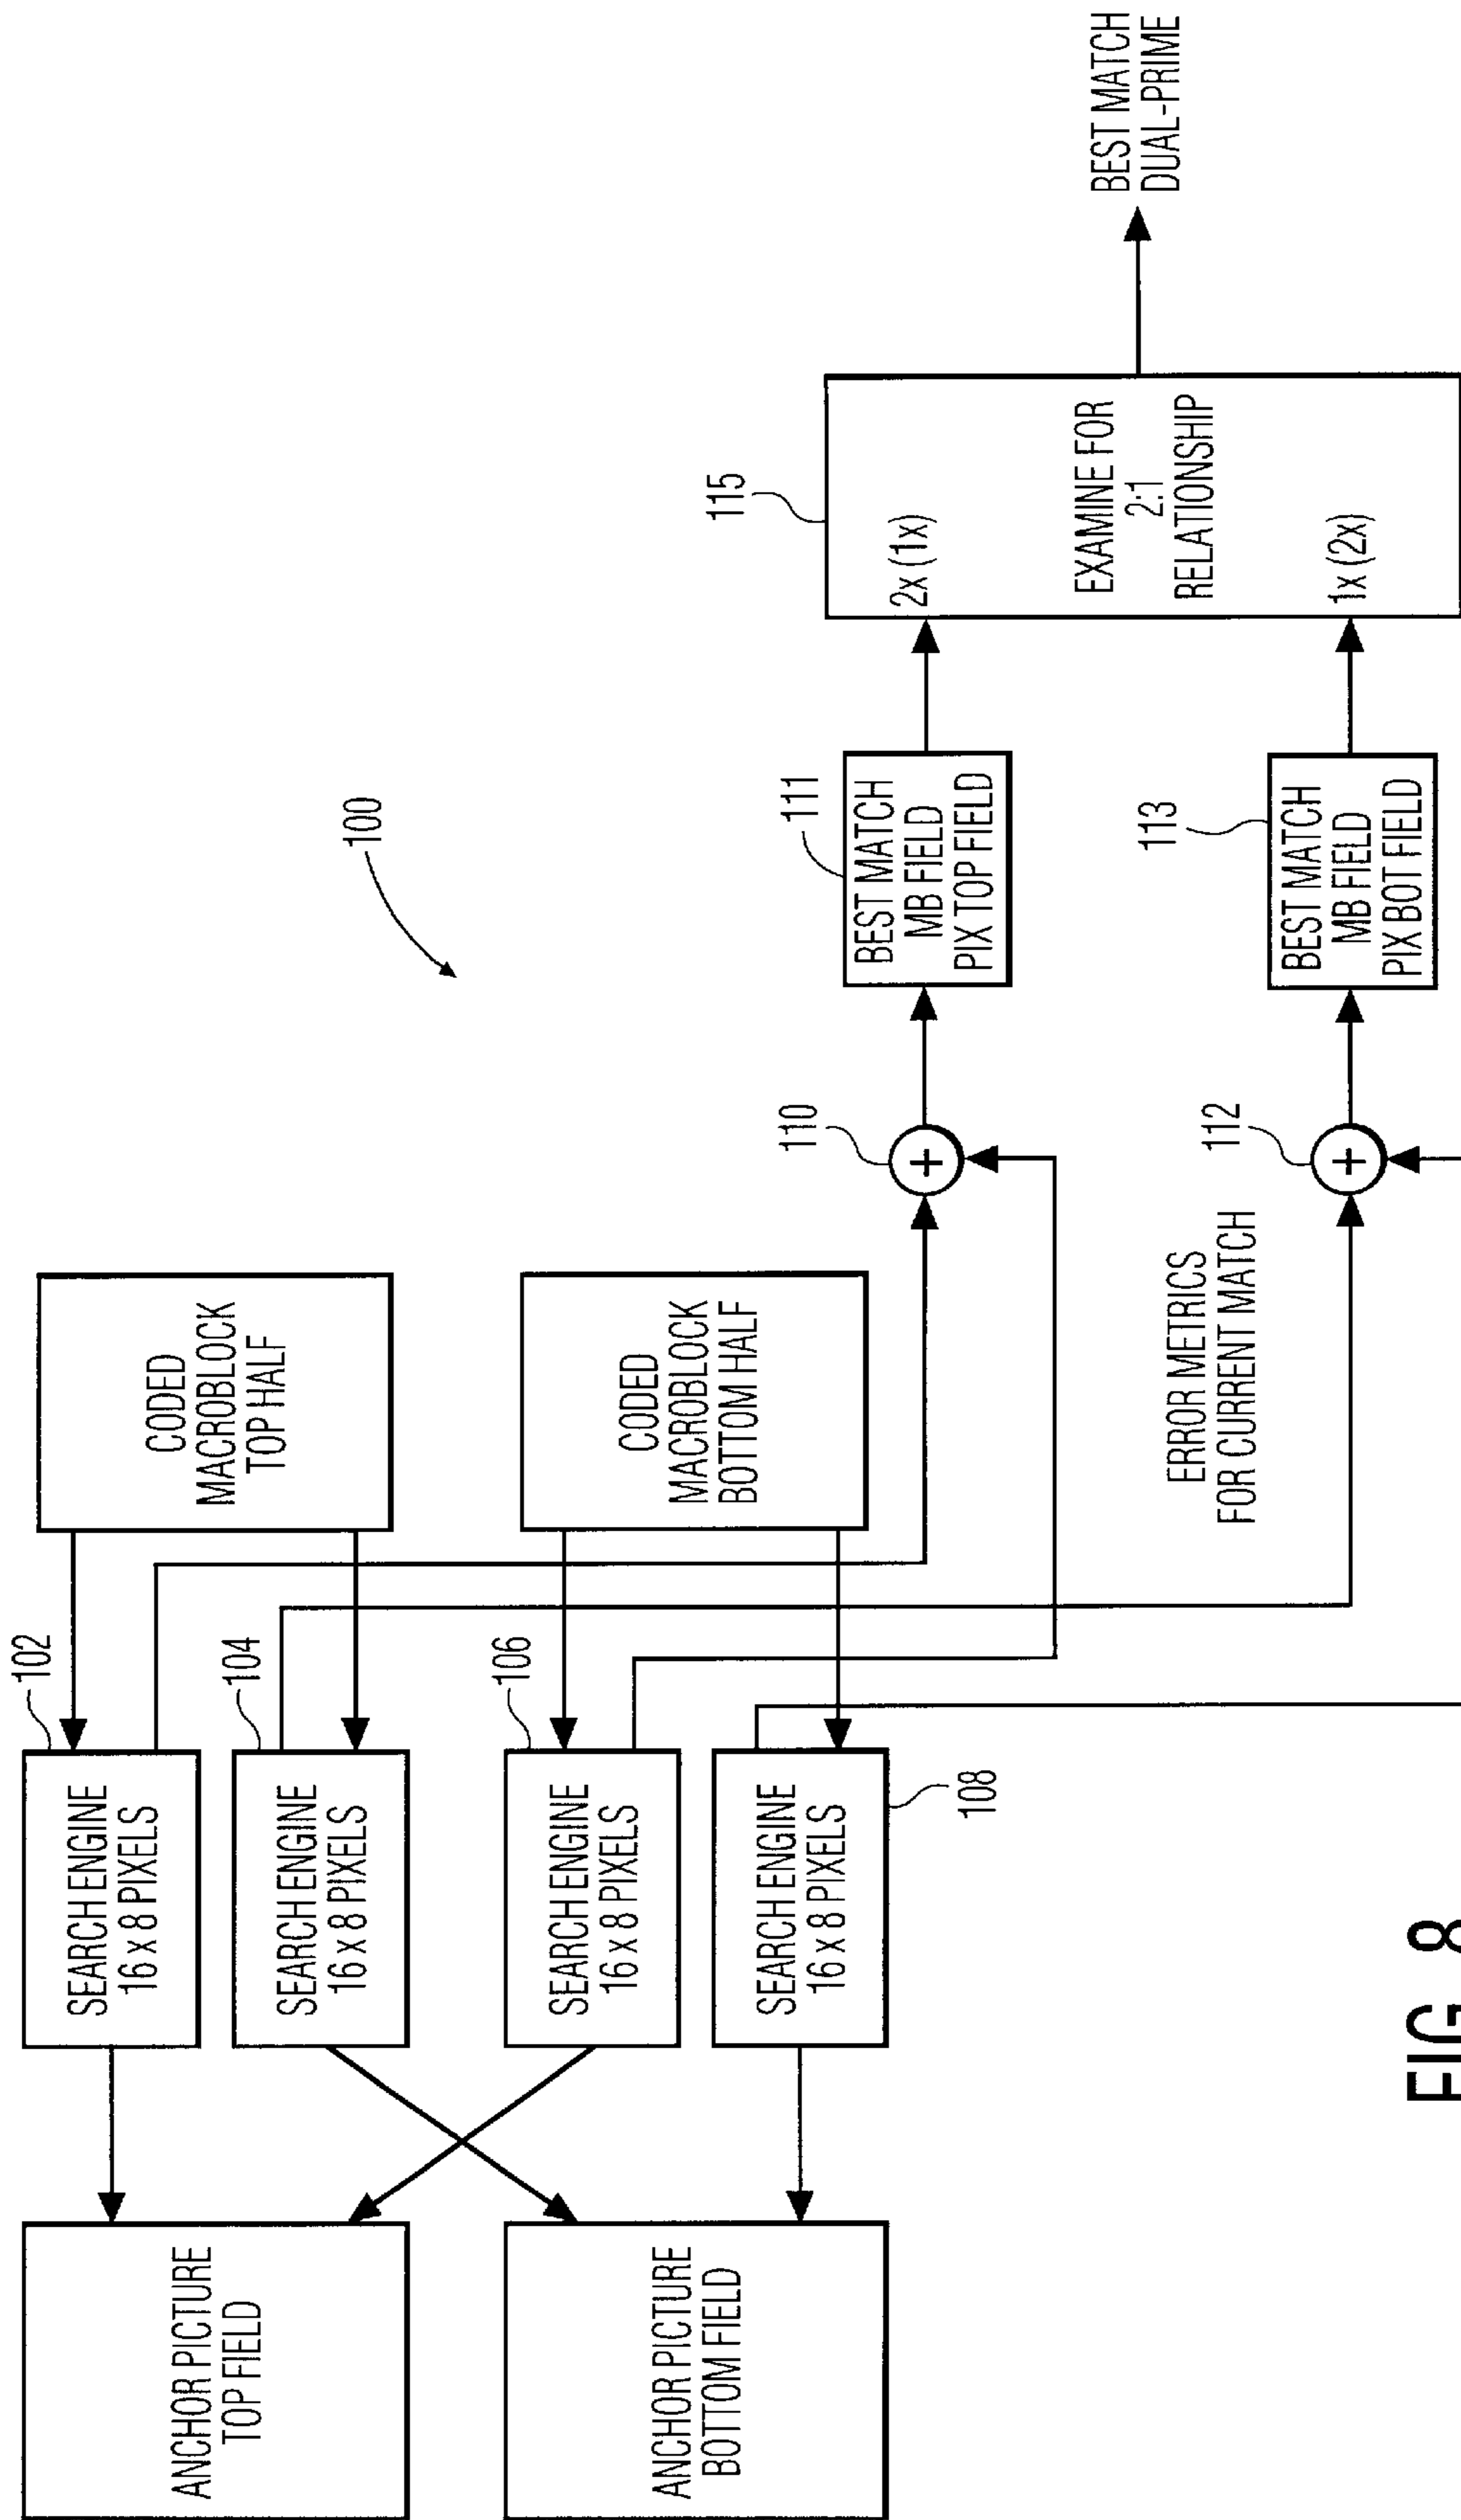 100
ANCHOR PICTURE
TOP FIELD
ANCHOR PICTURE
BOTTOM FIELD
102
SEARCH ENGINE
16 x 8 PIXELS
104
SEARCH ENGINE
16 x 8 PIXELS
106
SEARCH ENGINE
16 x 8 PIXELS
108
SEARCH ENGINE
16 x 8 PIXELS
CODED
MACROBLOCK
TOP HALF
CODED
MACROBLOCK
BOTTOM HALF
110
+
111
BEST MATCH
MB FIELD
PIX TOP FIELD
ERROR METRICS
FOR CURRENT MATCH
112
+
113
BEST MATCH
MB FIELD
PIX BOT FIELD
115
2x (1x)
EXAMINE FOR
2:1
RELATIONSHIP
1x (2x)
BEST MATCH
DUAL-PRIME
FIG. 8